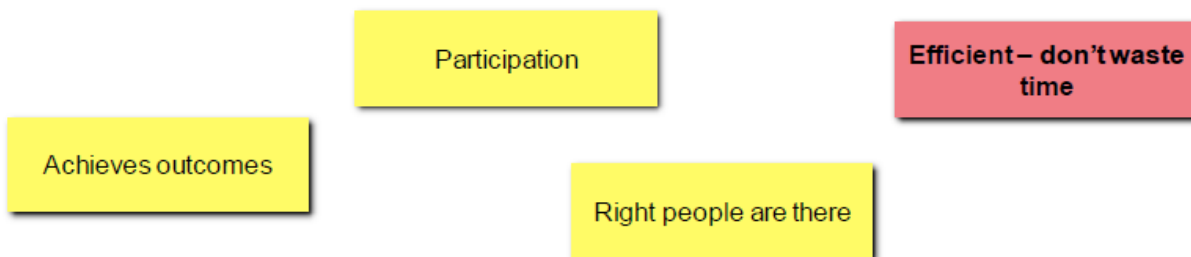 Participation
Efficient – don't waste
time
Achieves outcomes
Right people are there